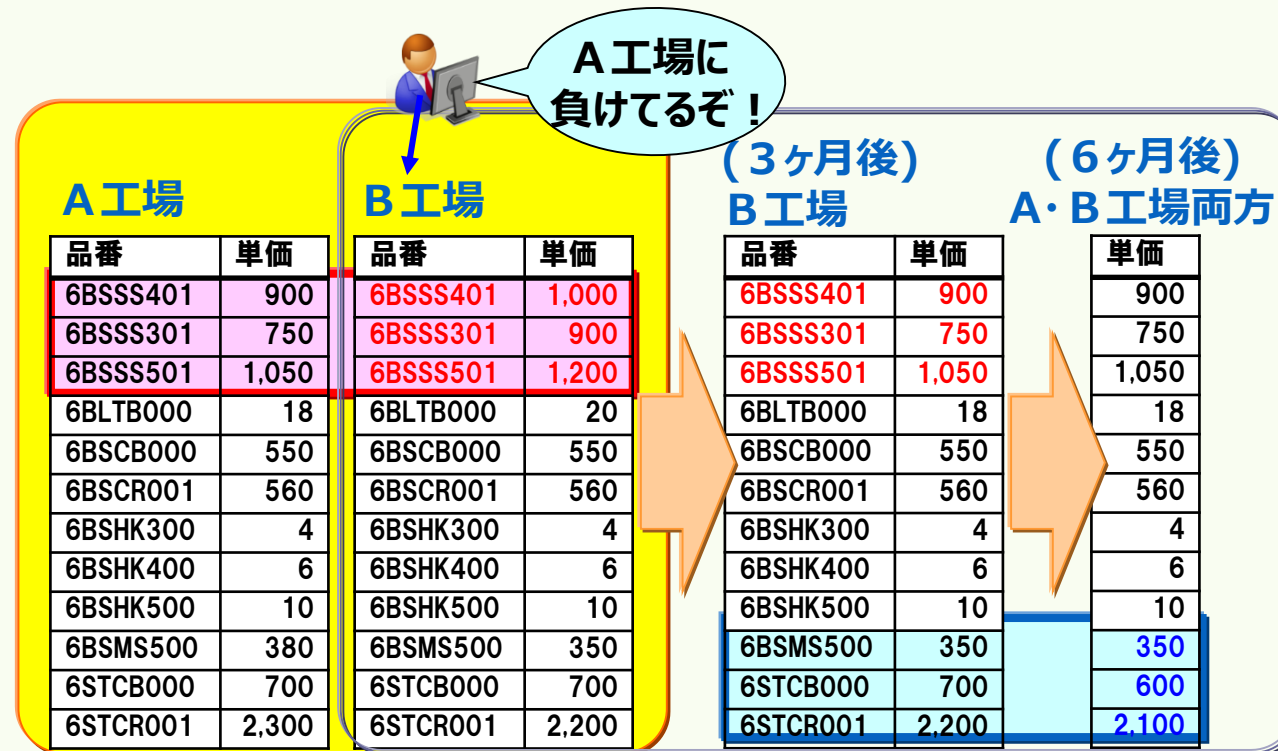 A工場に
負けてるぞ！
A工場
品番 単価
6BSSS401 900
6BSSS301 750
6BSSS501 1,050
6BLTB000 18
6BSCB000 550
6BSCR001 560
6BSHK300 4
6BSHK400 6
6BSHK500 10
6BSMS500 380
6STCB000 700
6STCR001 2,300
B工場
品番 単価
6BSSS401 1,000
6BSSS301 900
6BSSS501 1,200
6BLTB000 20
6BSCB000 550
6BSCR001 560
6BSHK300 4
6BSHK400 6
6BSHK500 10
6BSMS500 350
6STCB000 700
6STCR001 2,200
(３ヶ月後)
B工場
品番 単価
6BSSS401 900
6BSSS301 750
6BSSS501 1,050
6BLTB000 18
6BSCB000 550
6BSCR001 560
6BSHK300 4
6BSHK400 6
6BSHK500 10
6BSMS500 350
6STCB000 700
6STCR001 2,200
(６ヶ月後)
A・B工場両方
単価
900
750
1,050
18
550
560
4
6
10
350
600
2,100